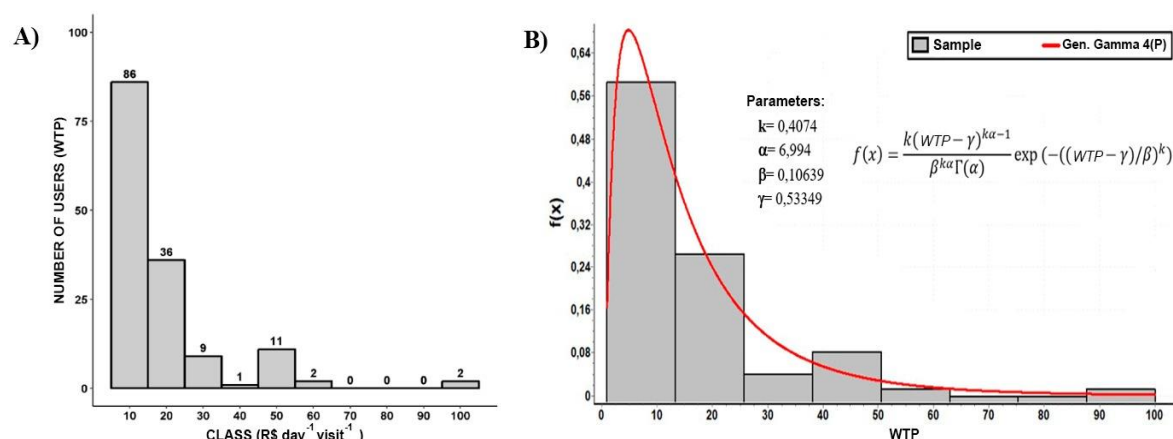 A)
NUMBER OF USERS (WTP)
100
75
50
25
0
86
36
9
1
11
2
0
0
0
2
10 20 30 40 50 60 70 80 90 100
CLASS (R$ day⁻¹ visit⁻¹)
B)
Sample Gen. Gamma 4(P)
f(x)
0,64
0,56
0,48
0,4
0,32
0,24
0,16
0,08
Parameters:
k= 0,4074
α= 6,994
β= 0,10639
γ= 0,53349
f(x) = k(WTP − γ)^{kα−1} / β^{kα}Γ(α) exp (−((WTP − γ)/β)^k)
0 10 20 30 40 50 60 70 80 90 100
WTP